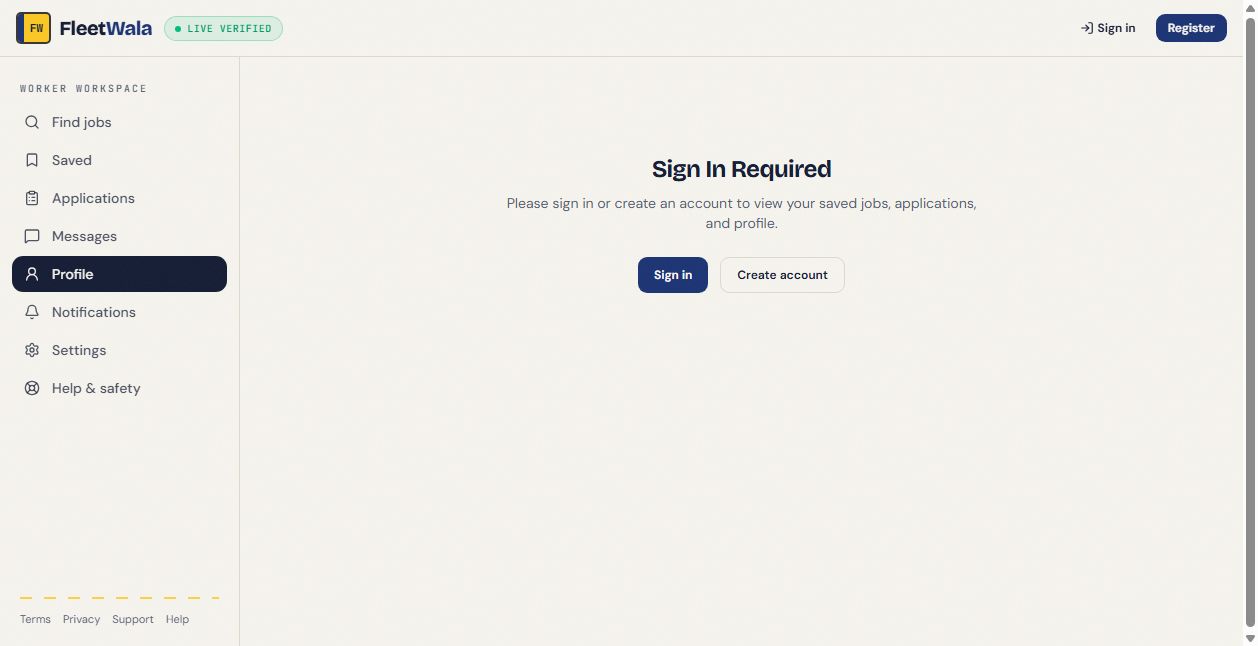 FW FleetWala LIVE VERIFIED Sign in Register
WORKER WORKSPACE
Find jobs
Saved
Applications
Messages
Profile
Notifications
Settings
Help & safety
Terms Privacy Support Help
Sign In Required
Please sign in or create an account to view your saved jobs, applications,
and profile.
Sign in Create account